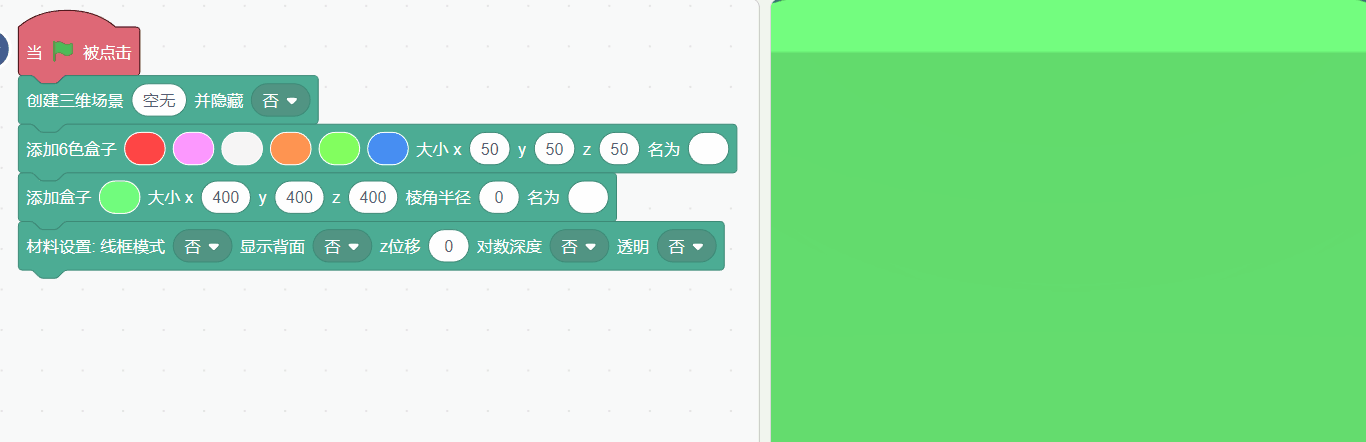 当 被点击
创建三维场景 空无 并隐藏 否
添加6色盒子 大小 x 50 y 50 z 50 名为
添加盒子 大小 x 400 y 400 z 400 棱角半径 0 名为
材料设置: 线框模式 否 显示背面 否 z位移 0 对数深度 否 透明 否